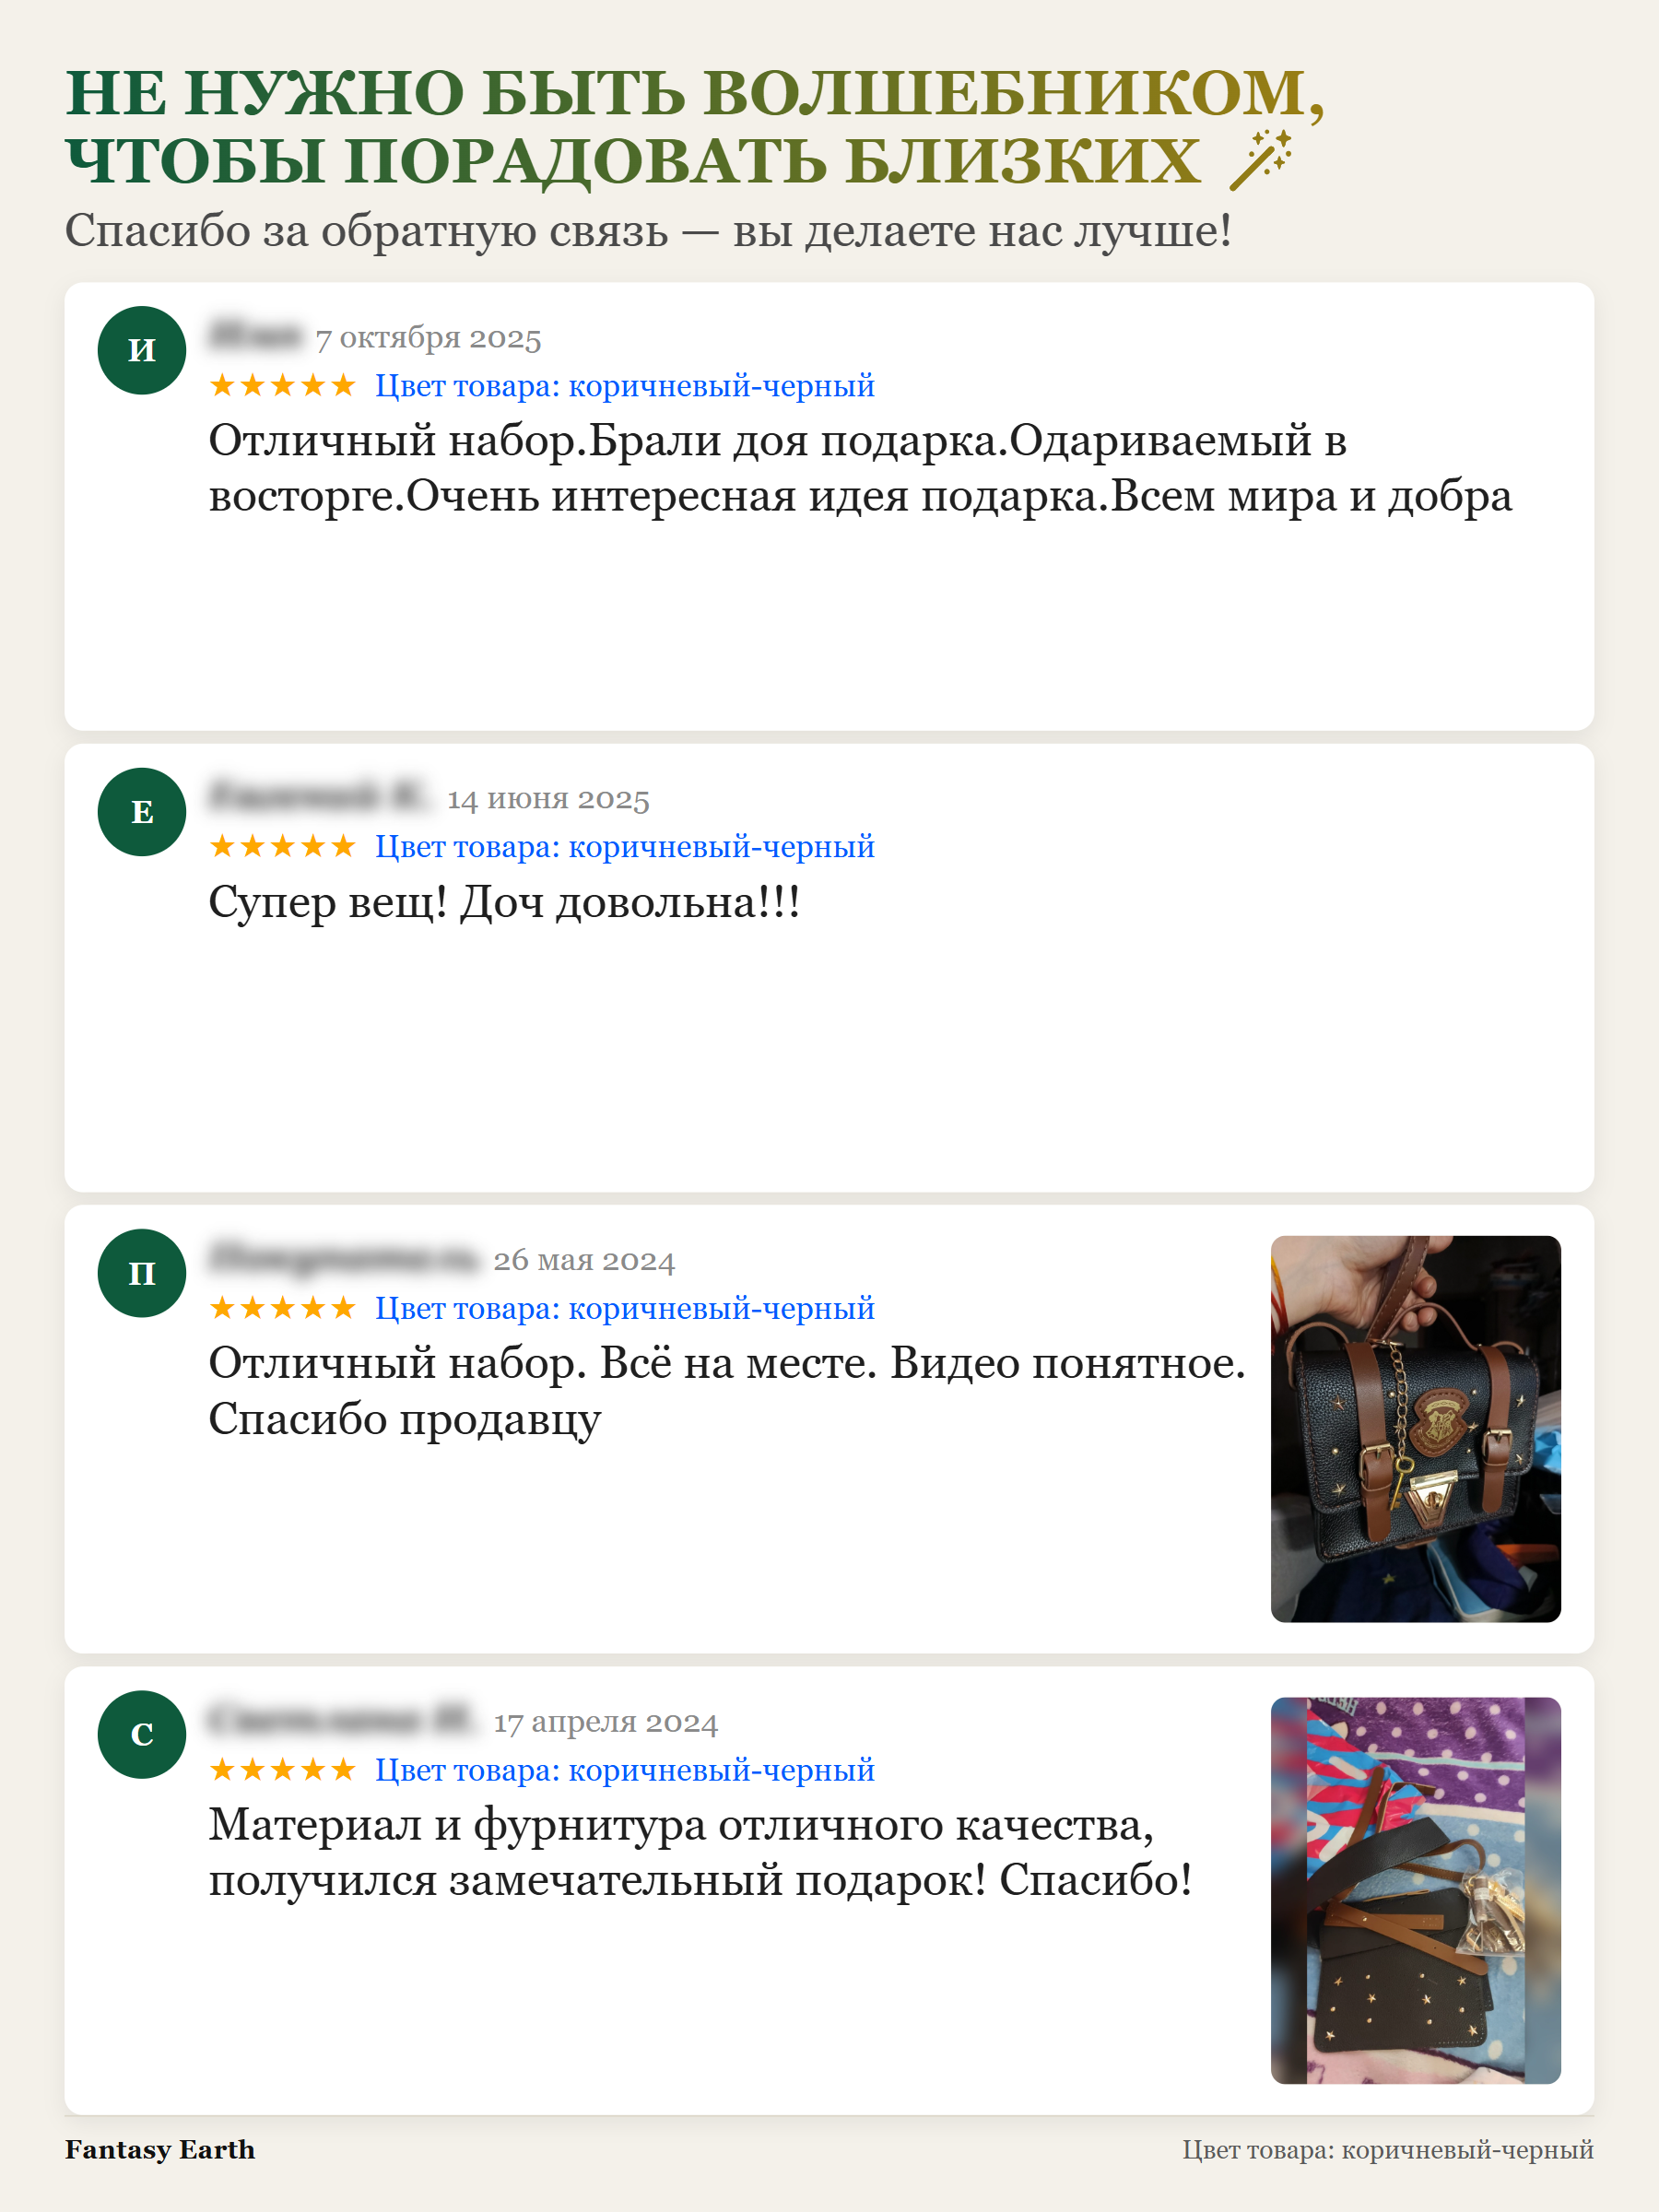 НЕ НУЖНО БЫТЬ ВОЛШЕБНИКОМ,
ЧТОБЫ ПОРАДОВАТЬ БЛИЗКИХ
Спасибо за обратную связь — вы делаете нас лучше!
И
7 октября 2025
★★★★★ Цвет товара: коричневый-черный
Отличный набор.Брали доя подарка.Одариваемый в
восторге.Очень интересная идея подарка.Всем мира и добра
Е
14 июня 2025
★★★★★ Цвет товара: коричневый-черный
Супер вещ! Доч довольна!!!
П
26 мая 2024
★★★★★ Цвет товара: коричневый-черный
Отличный набор. Всё на месте. Видео понятное.
Спасибо продавцу
С
17 апреля 2024
★★★★★ Цвет товара: коричневый-черный
Материал и фурнитура отличного качества,
получился замечательный подарок! Спасибо!
Fantasy Earth
Цвет товара: коричневый-черный